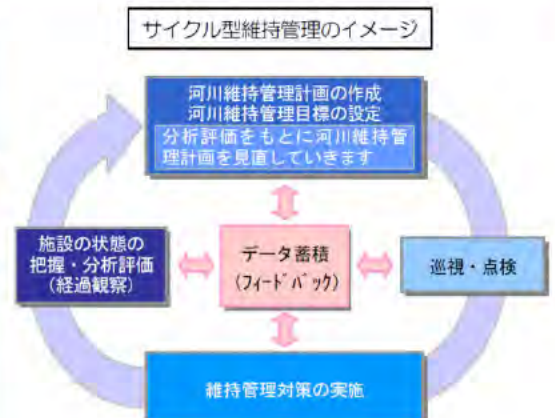 サイクル型維持管理のイメージ
河川維持管理計画の作成
河川維持管理目標の設定
分析評価をもとに河川維持管
理計画を見直していきます
施設の状態の
把握・分析評価
(経過観察)
データ蓄積
(フィードバック)
巡視・点検
維持管理対策の実施